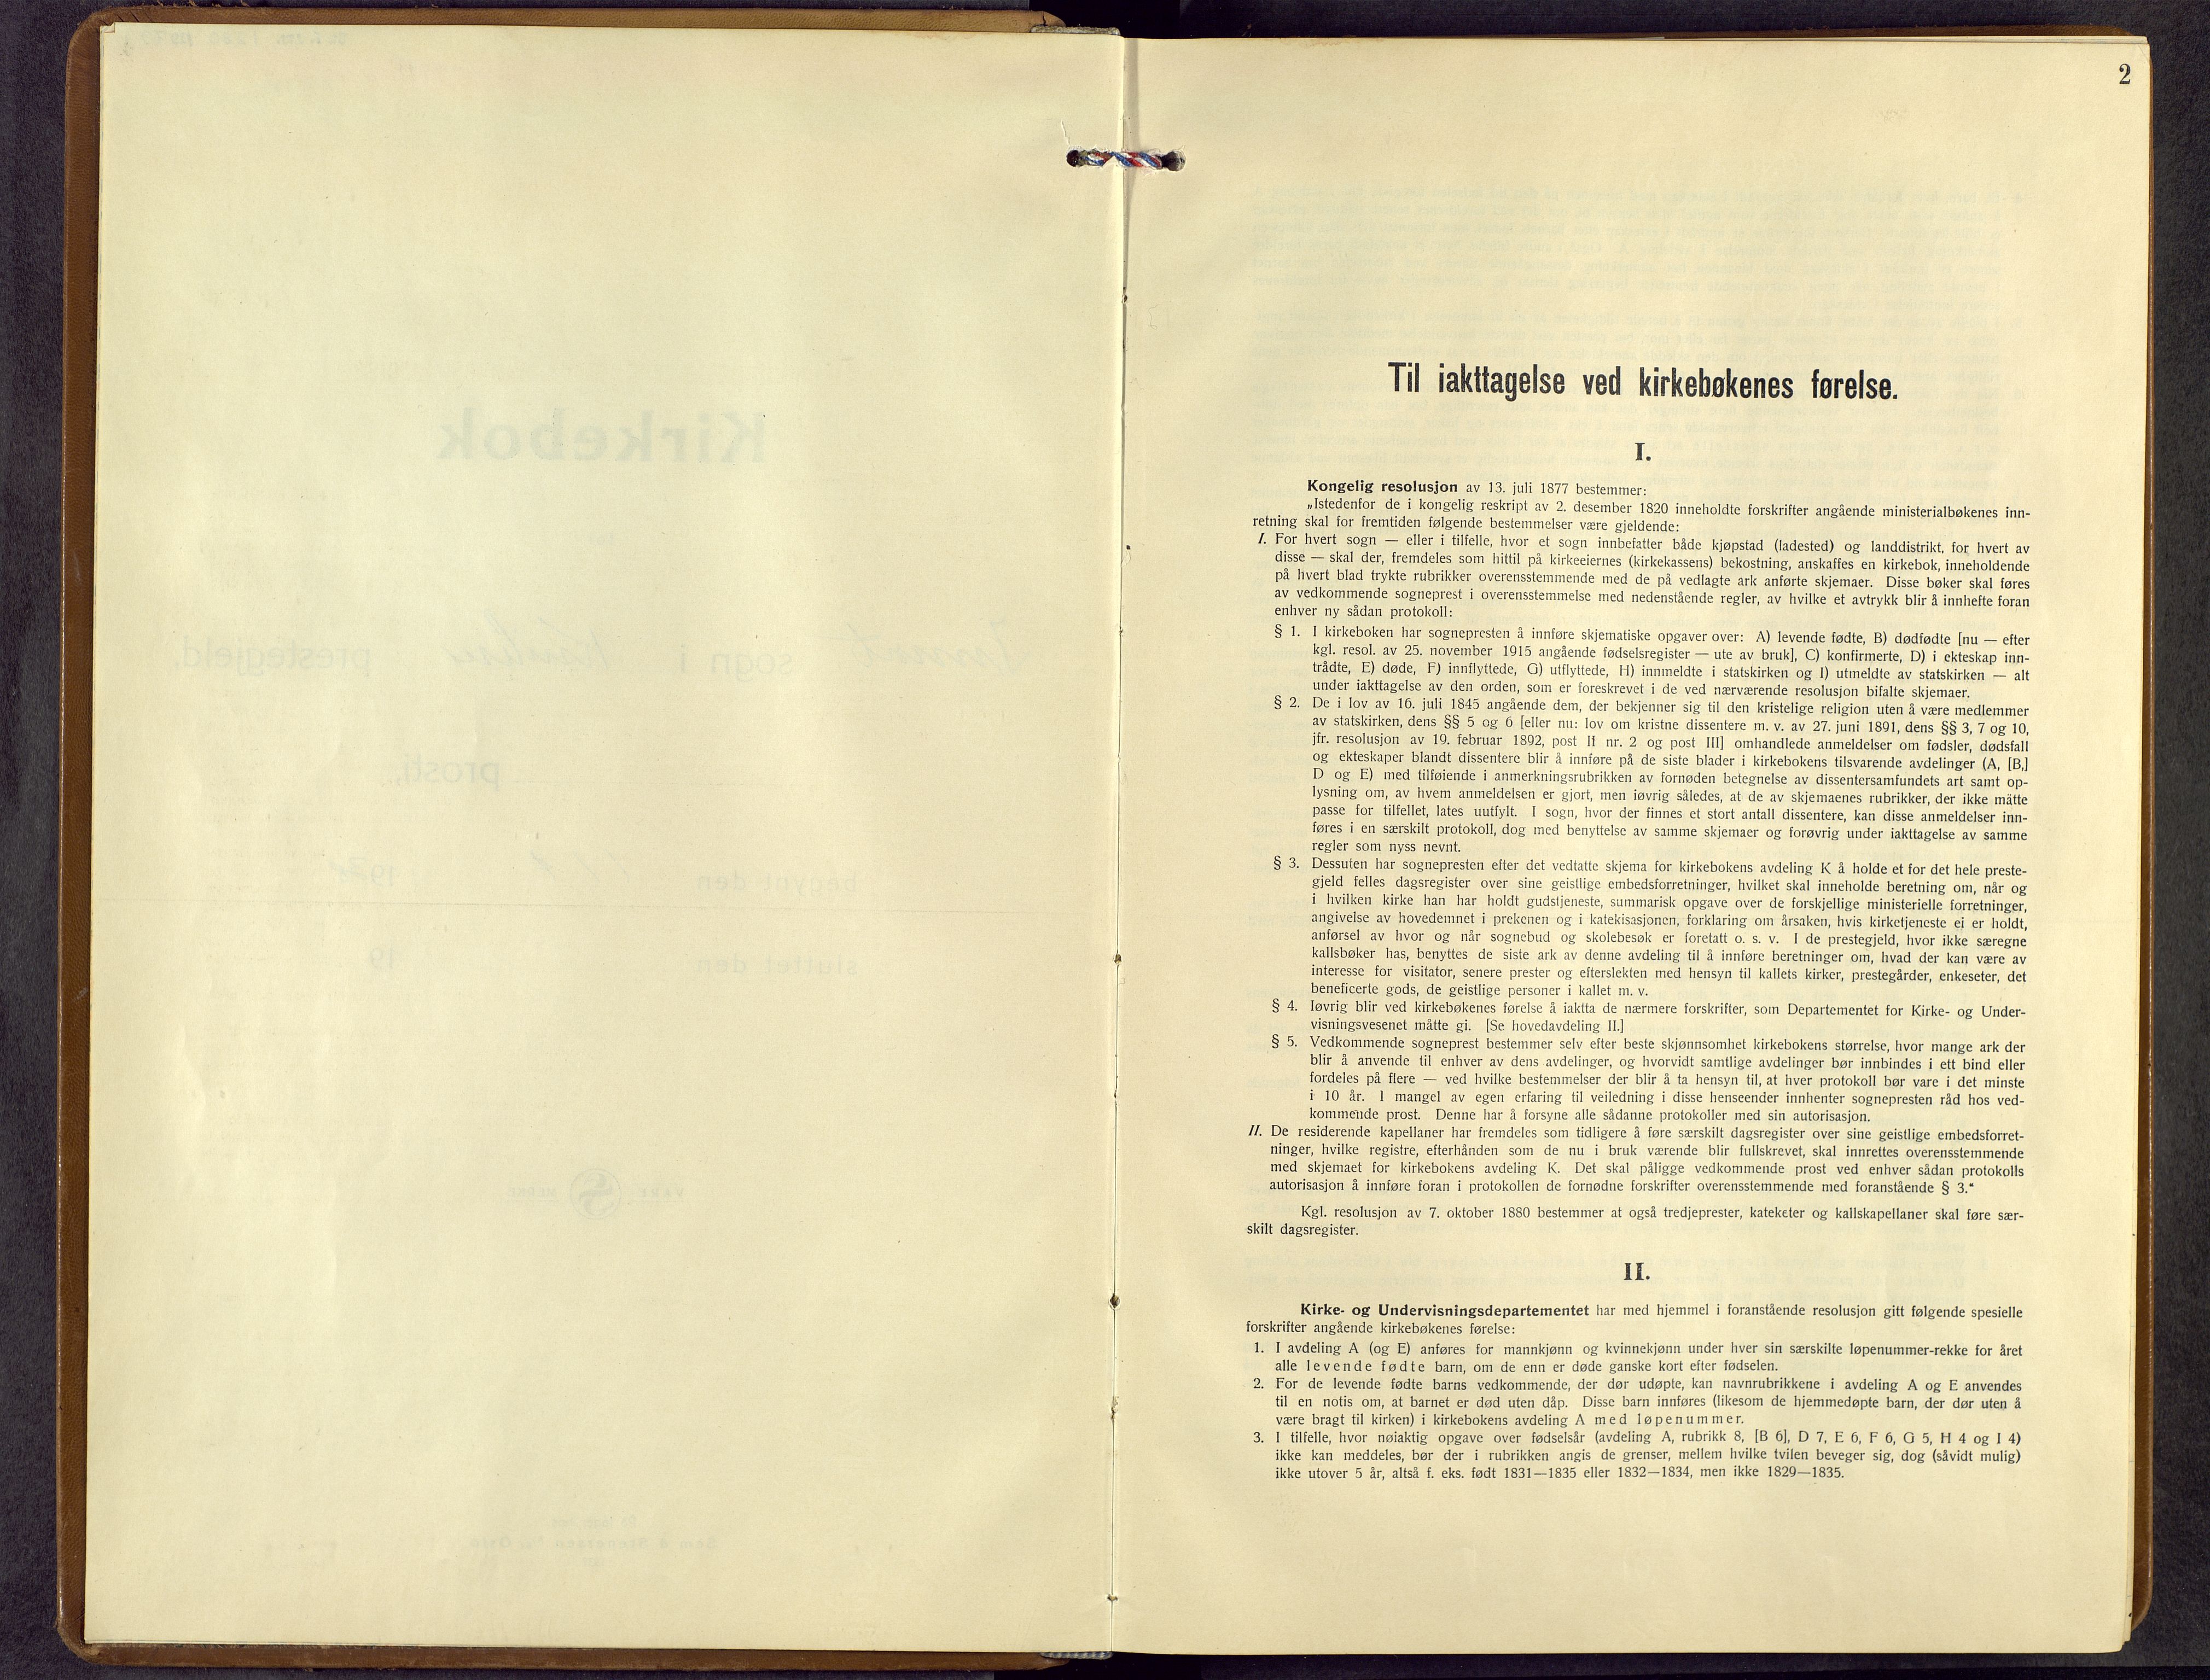 2
Til iakttagelse ved kirkebøkenes førelse.
I.
Kongelig resolusjon av 13. juli 1877 bestemmer:
„Istedenfor de i kongelig reskript av 2. desember 1820 inneholdte forskrifter angående ministerialbøkenes inn-
retning skal for fremtiden følgende bestemmelser være gjeldende:
I. For hvert sogn — eller i tilfelle, hvor et sogn innbefatter både kjøpstad (ladested) og landdistrikt, for hvert av
disse — skal der, fremdeles som hittil på kirkeeiernes (kirkekassens) bekostning, anskaffes en kirkebok, inneholdende
på hvert blad trykte rubrikker overensstemmende med de på vedlagte ark anførte skjemaer. Disse bøker skal føres
av vedkommende sogneprest i overensstemmelse med nedenstående regler, av hvilke et avtrykk blir å innhefte foran
enhver ny sådan protokoll:
§ 1. I kirkeboken har sognepresten å innføre skjematiske opgaver over: A) levende fødte, B) dødfødte [nu — efter
kgl. resol. av 25. november 1915 angående fødselsregister — ute av bruk], C) konfirmerte, D) i ekteskap inn-
trådte, E) døde, F) innflyttede, G) utflyttede, H) innmeldte i statskirken og I) utmeldte av statskirken — alt
under iakttagelse av den orden, som er foreskrevet i de ved nærværende resolusjon bifalte skjemaer.
§ 2. De i lov av 16. juli 1845 angående dem, der bekjenner sig til den kristelige religion uten å være medlemmer
av statskirken, dens §§ 5 og 6 [eller nu: lov om kristne dissentere m. v. av 27. juni 1891, dens §§ 3, 7 og 10,
jfr. resolusjon av 19. februar 1892, post II nr. 2 og post III] omhandlede anmeldelser om fødsler, dødsfall
og ekteskaper blandt dissentere blir å innføre på de siste blader i kirkebokens tilsvarende avdelinger (A, [B,]
D og E) med tilføiende i anmerkningsrubrikken av fornøden betegnelse av dissentersamfundets art samt op-
lysning om, av hvem anmeldelsen er gjort, men iøvrig således, at de av skjemaenes rubrikker, der ikke måtte
passe for tilfellet, lates uutfylt. I sogn, hvor der finnes et stort antall dissentere, kan disse anmeldelser inn-
føres i en særskilt protokoll, dog med benyttelse av samme skjemaer og forøvrig under iakttagelse av samme
regler som nyss nevnt.
§ 3. Dessuten har sognepresten efter det vedtatte skjema for kirkebokens avdeling K å holde et for det hele preste-
gjeld felles dagsregister over sine geistlige embedsforretninger, hvilket skal inneholde beretning om, når og
i hvilken kirke han har holdt gudstjeneste, summarisk opgave over de forskjellige ministerielle forretninger,
angivelse av hovedemnet i prekenen og i katekisasjonen, forklaring om årsaken, hvis kirketjeneste ei er holdt,
anførsel av hvor og når sognebud og skolebesøk er foretatt o. s. v. I de prestegjeld, hvor ikke særegne
kallsbøker has, benyttes de siste ark av denne avdeling til å innføre beretninger om, hvad der kan være av
interesse for visitator, senere prester og efterslekten med hensyn til kallets kirker, prestegårder, enkeseter, det
beneficerte gods, de geistlige personer i kallet m. v.
§ 4. Iøvrig blir ved kirkebøkenes førelse å iaktta de nærmere forskrifter, som Departementet for Kirke- og Under-
visningsvesenet måtte gi. [Se hovedavdeling II.]
§ 5. Vedkommende sogneprest bestemmer selv efter beste skjønnsomhet kirkebokens størrelse, hvor mange ark der
blir å anvende til enhver av dens avdelinger, og hvorvidt samtlige avdelinger bør innbindes i ett bind eller
fordeles på flere — ved hvilke bestemmelser der blir å ta hensyn til, at hver protokoll bør vare i det minste
i 10 år. I mangel av egen erfaring til veiledning i disse henseender innhenter sognepresten råd hos ved-
kommende prost. Denne har å forsyne alle sådanne protokoller med sin autorisasjon.
II. De residerende kapellaner har fremdeles som tidligere å føre særskilt dagsregister over sine geistlige embedsforret-
ninger, hvilke registre, efterhånden som de nu i bruk værende blir fullskrevet, skal innrettes overensstemmende
med skjemaet for kirkebokens avdeling K. Det skal påligge vedkommende prost ved enhver sådan protokolls
autorisasjon å innføre foran i protokollen de fornødne forskrifter overensstemmende med foranstående § 3.“
Kgl. resolusjon av 7. oktober 1880 bestemmer at også tredjeprester, kateketer og kallskapellaner skal føre sær-
skilt dagsregister.
II.
Kirke- og Undervisningsdepartementet har med hjemmel i foranstående resolusjon gitt følgende spesielle
forskrifter angående kirkebøkenes førelse:
1. I avdeling A (og E) anføres for mannkjønn og kvinnekjønn under hver sin særskilte løpenummer-rekke for året
alle levende fødte barn, om de enn er døde ganske kort efter fødselen.
2. For de levende fødte barns vedkommende, der dør udøpte, kan navnrubrikkene i avdeling A og E anvendes
til en notis om, at barnet er død uten dåp. Disse barn innføres (likesom de hjemmedøpte barn, der dør uten å
være bragt til kirken) i kirkebokens avdeling A med løpenummer.
3. I tilfelle, hvor nøiaktig opgave over fødselsår (avdeling A, rubrikk 8, [B 6], D 7, E 6, F 6, G 5, H 4 og I 4)
ikke kan meddeles, bør der i rubrikken angis de grenser, mellem hvilke tvilen beveger sig, dog (såvidt mulig)
ikke utover 5 år, altså f. eks. født 1831—1835 eller 1832—1834, men ikke 1829—1835.